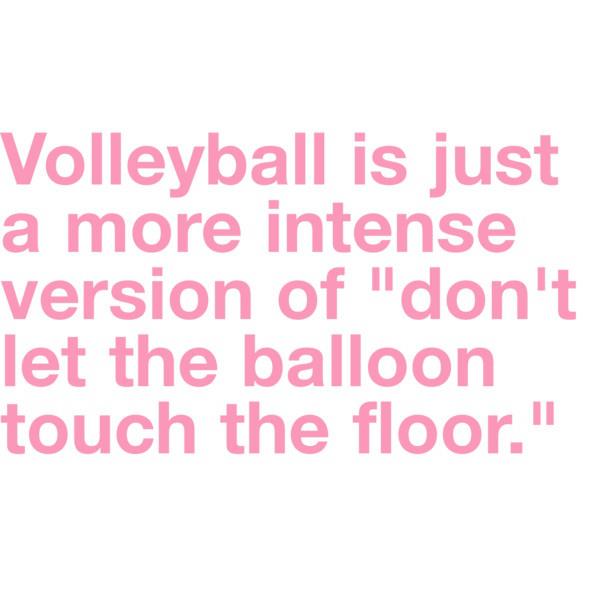 Volleyball is just
a more intense
version of "don't
let the balloon
touch the floor."